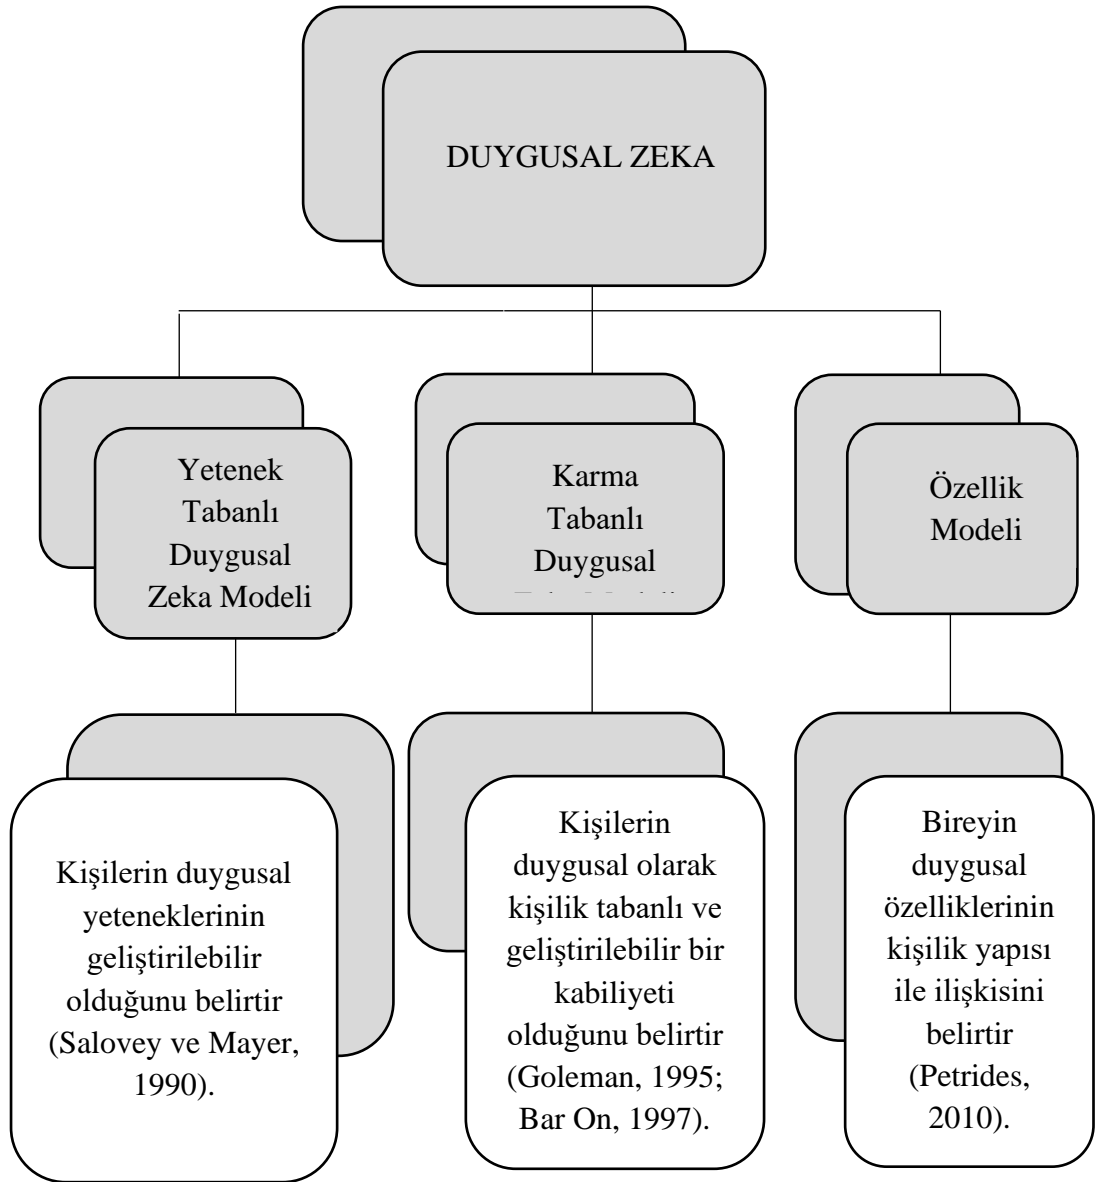 DUYGUSAL ZEKA
Yetenek
Tabanlı
Duygusal
Zeka Modeli
Karma
Tabanlı
Duygusal
Özellik
Modeli
Kişilerin duygusal
yeteneklerinin
geliştirilebilir
olduğunu belirtir
(Salovey ve Mayer,
1990).
Kişilerin
duygusal olarak
kişilik tabanlı ve
geliştirilebilir bir
kabiliyeti
olduğunu belirtir
(Goleman, 1995;
Bar On, 1997).
Bireyin
duygusal
özelliklerinin
kişilik yapısı
ile ilişkisini
belirtir
(Petrides,
2010).